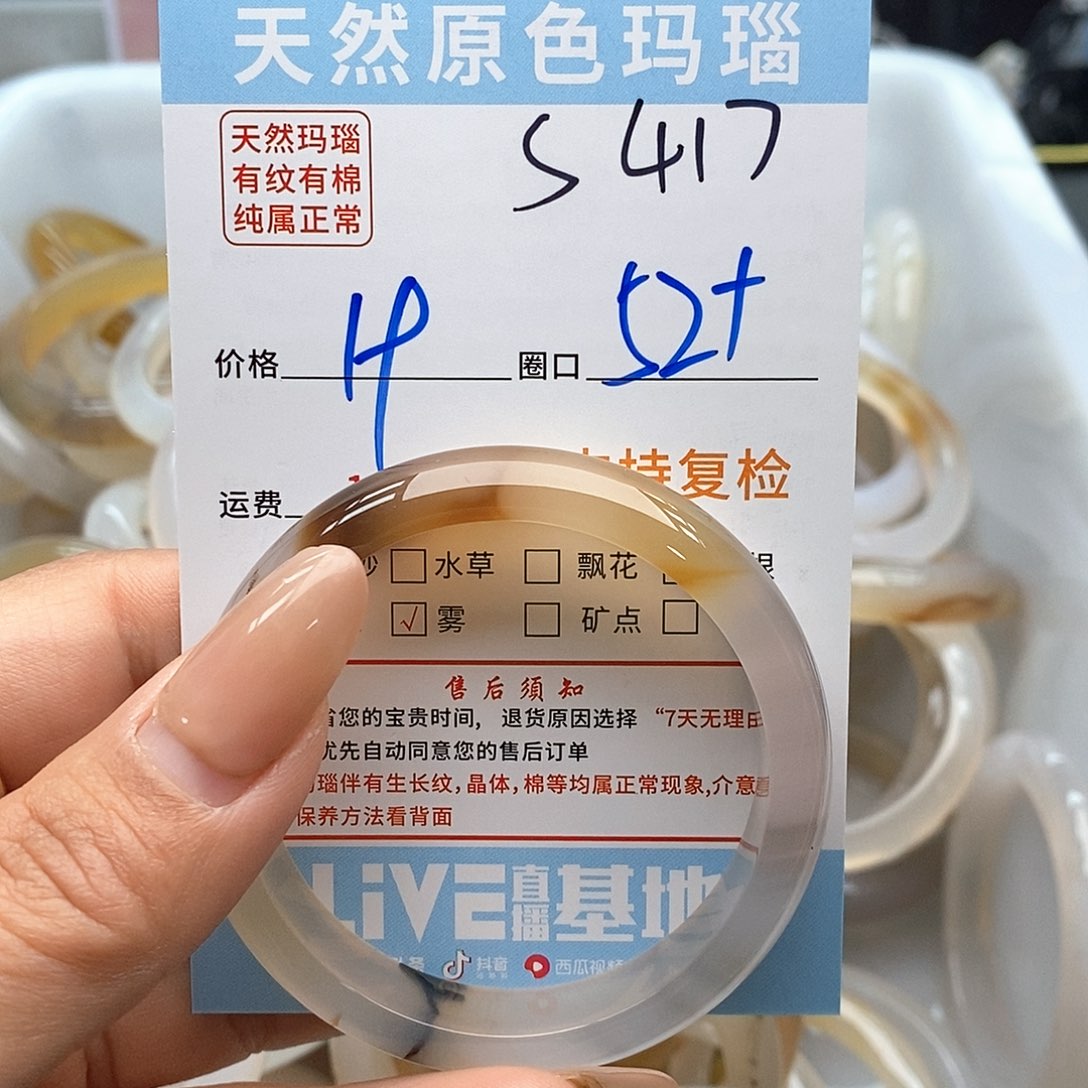 天然原色玛瑙
天然玛瑙
有纹有棉
纯属正常
S 417
价格 圈口 52+
运费 支持复检
水草 飘花
√ 雾 矿点
售后须知
省您的宝贵时间, 退货原因选择 “7天无理由
优先自动同意您的售后订单
玛瑙伴有生长纹,晶体,棉等均属正常现象,介意
保养方法看背面
LiVE直播基地
抖音 西瓜视频